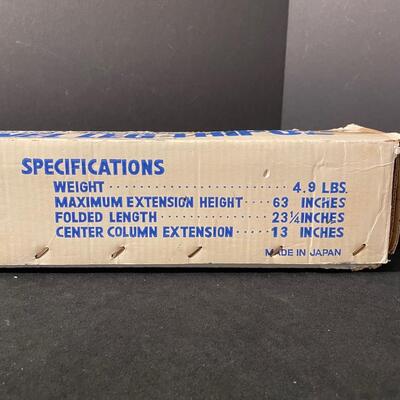 SPECIFICATIONS
WEIGHT 4.9 LBS.
MAXIMUM EXTENSION HEIGHT 63 INCHES
FOLDED LENGTH 23¼ INCHES
CENTER COLUMN EXTENSION 13 INCHES
MADE IN JAPAN